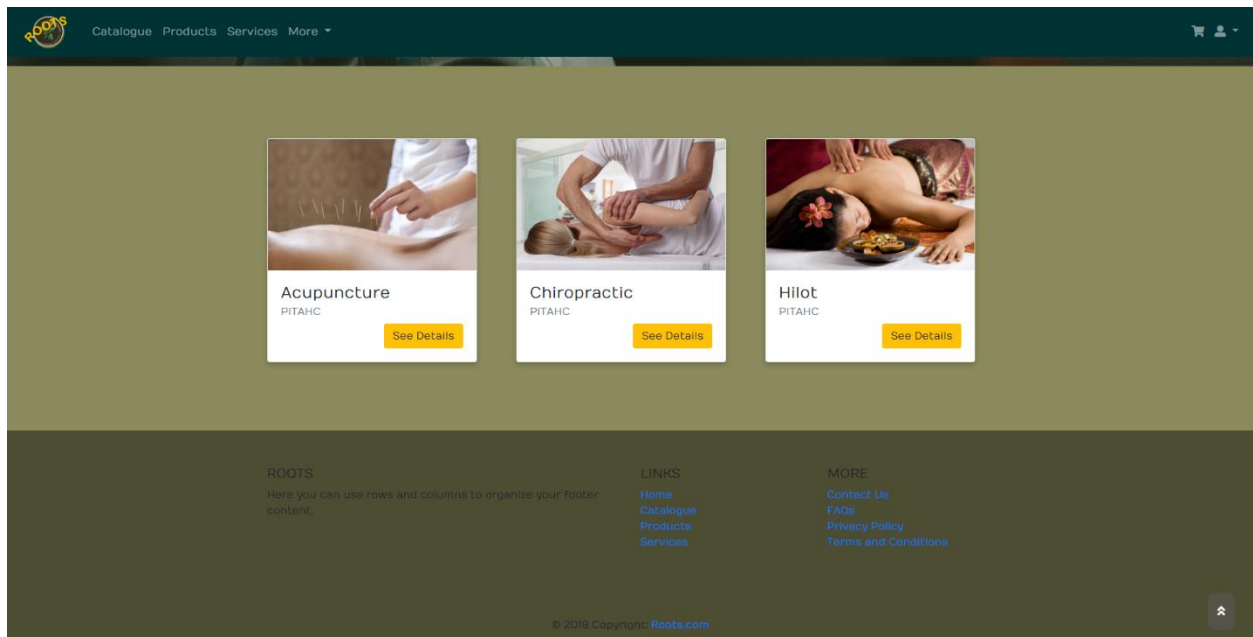 ROOTS
Catalogue Products Services More
Acupuncture
PITAHC
See Details
Chiropractic
PITAHC
See Details
Hilot
PITAHC
See Details
ROOTS
Here you can use rows and columns to organize your footer
content.
LINKS
Home
Catalogue
Products
Services
MORE
Contact Us
FAQs
Privacy Policy
Terms and Conditions
© 2019 Copyright: Roots.com